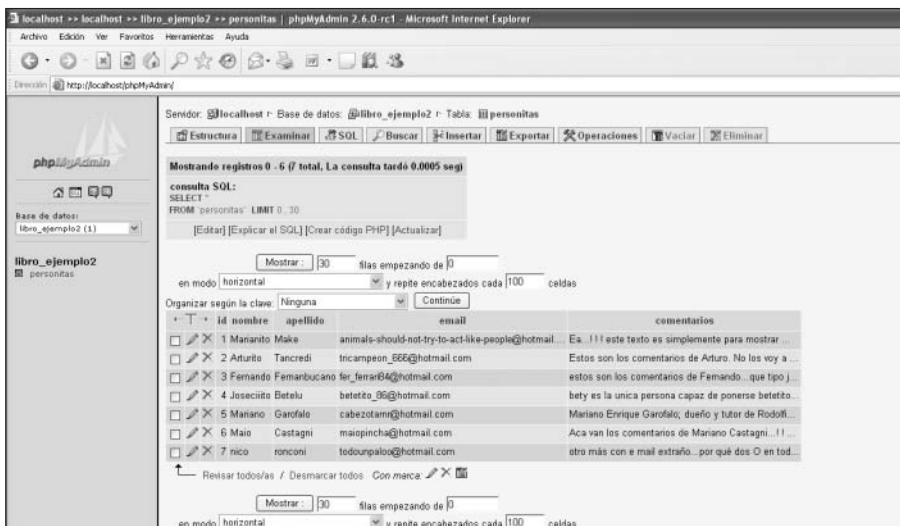 localhost >> localhost >> libro_ejemplo2 >> personitas | phpMyAdmin 2.6.0-rc1 - Microsoft Internet Explorer
Archivo Edición Ver Favoritos Herramientas Ayuda
Dirección http://localhost/phpMyAdmin/
phpMyAdmin
Base de datos:
libro_ejemplo2 (1)
libro_ejemplo2
personitas
Servidor: localhost Base de datos: libro_ejemplo2 Tabla: personitas
Estructura Examinar SQL Buscar Insertar Exportar Operaciones Vaciar Eliminar
Mostrando registros 0 - 6 (7 total, La consulta tardó 0.0005 seg)
consulta SQL:
SELECT *
FROM `personitas` LIMIT 0 , 30
[Editar] [Explicar el SQL] [Crear código PHP] [Actualizar]
Mostrar : 30 filas empezando de 0
en modo horizontal y repite encabezados cada 100 celdas
Organizar según la clave: Ninguna Continúe
←T→ id nombre apellido email comentarios
1 Marianito Make animals-should-not-try-to-act-like-people@hotmail.... Ea...!!! este texto es simplemente para mostrar ...
2 Arturito Tancredi tricampeon_666@hotmail.com Estos son los comentarios de Arturo. No los voy a ...
3 Fernando Fernanbucano fer_ferrari84@hotmail.com estos son los comentarios de Fernando...que tipo j...
4 Joseciiito Betelu betetito_86@hotmail.com bety es la unica persona capaz de ponerse betetito...
5 Mariano Garofalo cabezotamn@hotmail.com Mariano Enrique Garofalo; dueño y tutor de Rodolfi...
6 Maio Castagni maiopincha@hotmail.com Aca van los comentarios de Mariano Castagni...!! ...
7 nico ronconi todounpaloo@hotmail.com otro más con e mail extraño...por qué dos O en tod...
Revisar todos/as / Desmarcar todos Con marca:
Mostrar : 30 filas empezando de 0
en modo horizontal y repite encabezados cada 100 celdas